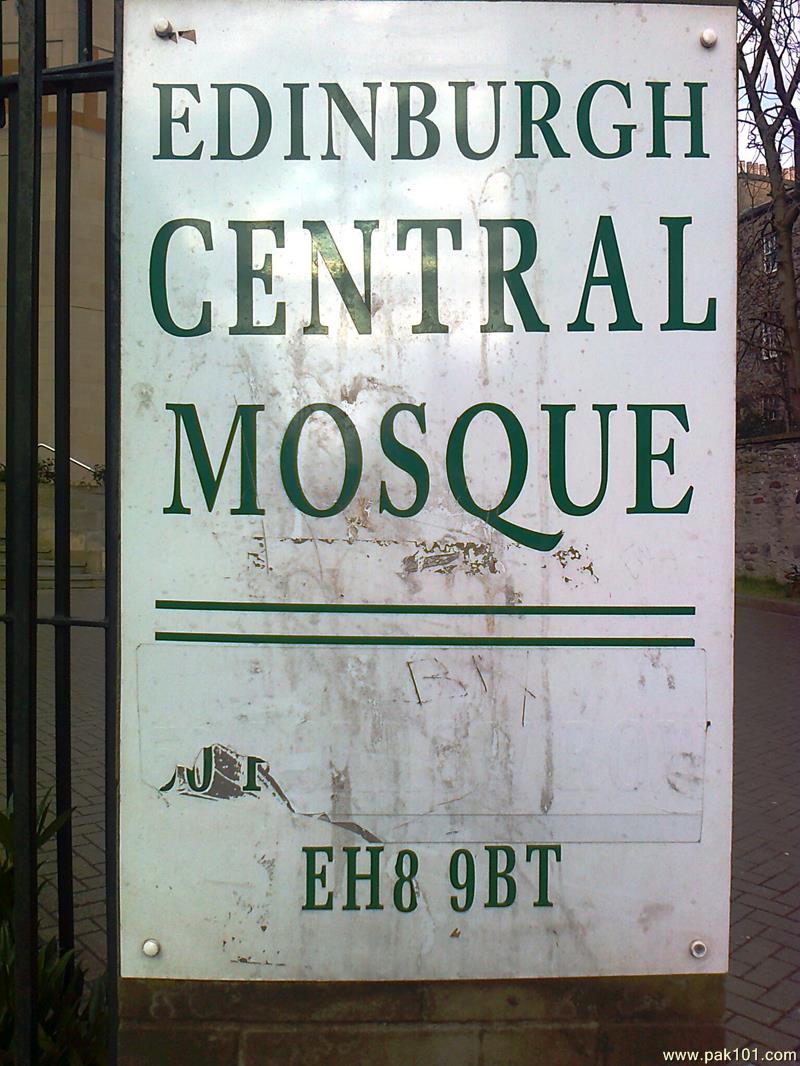 EDINBURGH
CENTRAL
MOSQUE
EH8 9BT
www.pak101.com